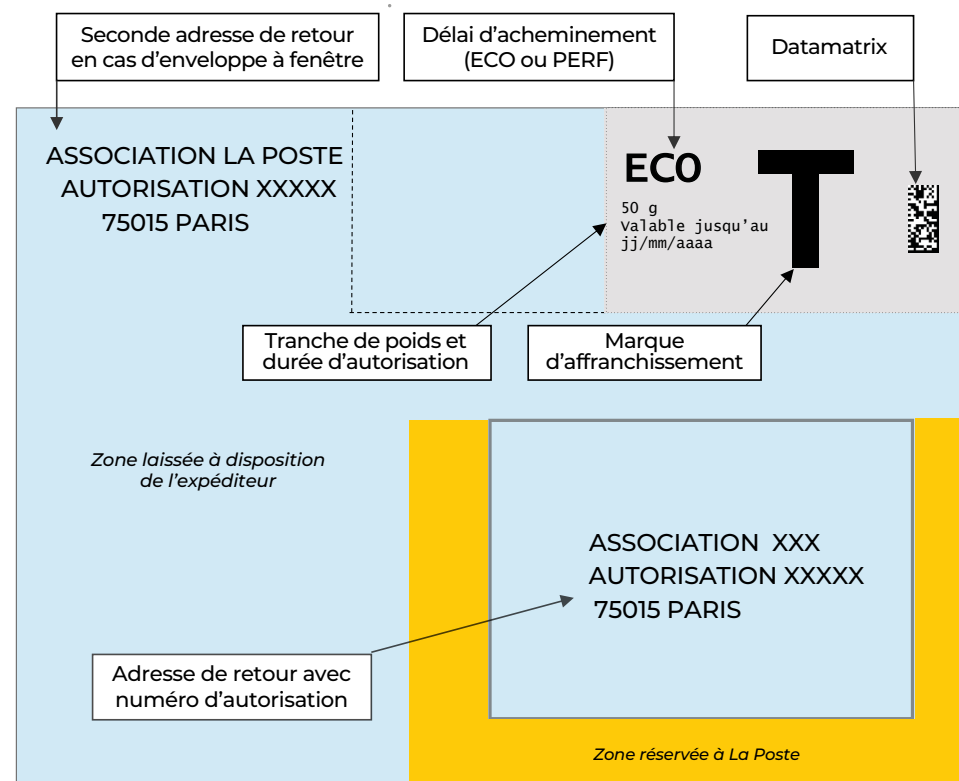 Seconde adresse de retour
en cas d’enveloppe à fenêtre
Délai d’acheminement
(ECO ou PERF)
Datamatrix
ASSOCIATION LA POSTE
AUTORISATION XXXXX
75015 PARIS
ECO
50 g
Valable jusqu’au
jj/mm/aaaa
T
Tranche de poids et
durée d’autorisation
Marque
d’affranchissement
Zone laissée à disposition
de l’expéditeur
ASSOCIATION XXX
AUTORISATION XXXXX
75015 PARIS
Adresse de retour avec
numéro d’autorisation
Zone réservée à La Poste